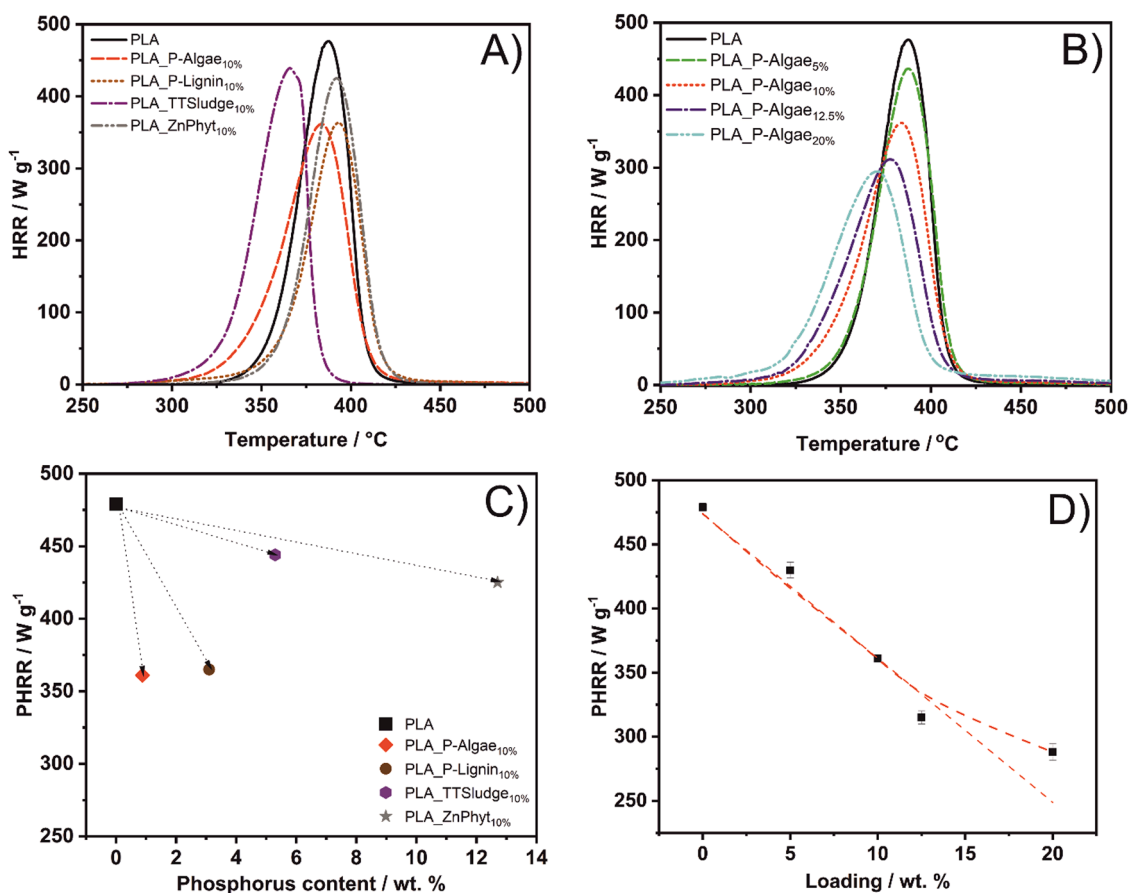 A)
PLA
PLA_P-Algae10%
PLA_P-Lignin10%
PLA_TTSludge10%
PLA_ZnPhyt10%
500
400
300
200
100
0
HRR / W g-1
250 300 350 400 450 500
Temperature / °C
B)
PLA
PLA_P-Algae5%
PLA_P-Algae10%
PLA_P-Algae12.5%
PLA_P-Algae20%
500
400
300
200
100
0
HRR / W g-1
250 300 350 400 450 500
Temperature / °C
C)
500
450
400
350
300
250
PHRR / W g-1
PLA
PLA_P-Algae10%
PLA_P-Lignin10%
PLA_TTSludge10%
PLA_ZnPhyt10%
0 2 4 6 8 10 12 14
Phosphorus content / wt. %
D)
500
450
400
350
300
250
PHRR / W g-1
0 5 10 15 20
Loading / wt. %